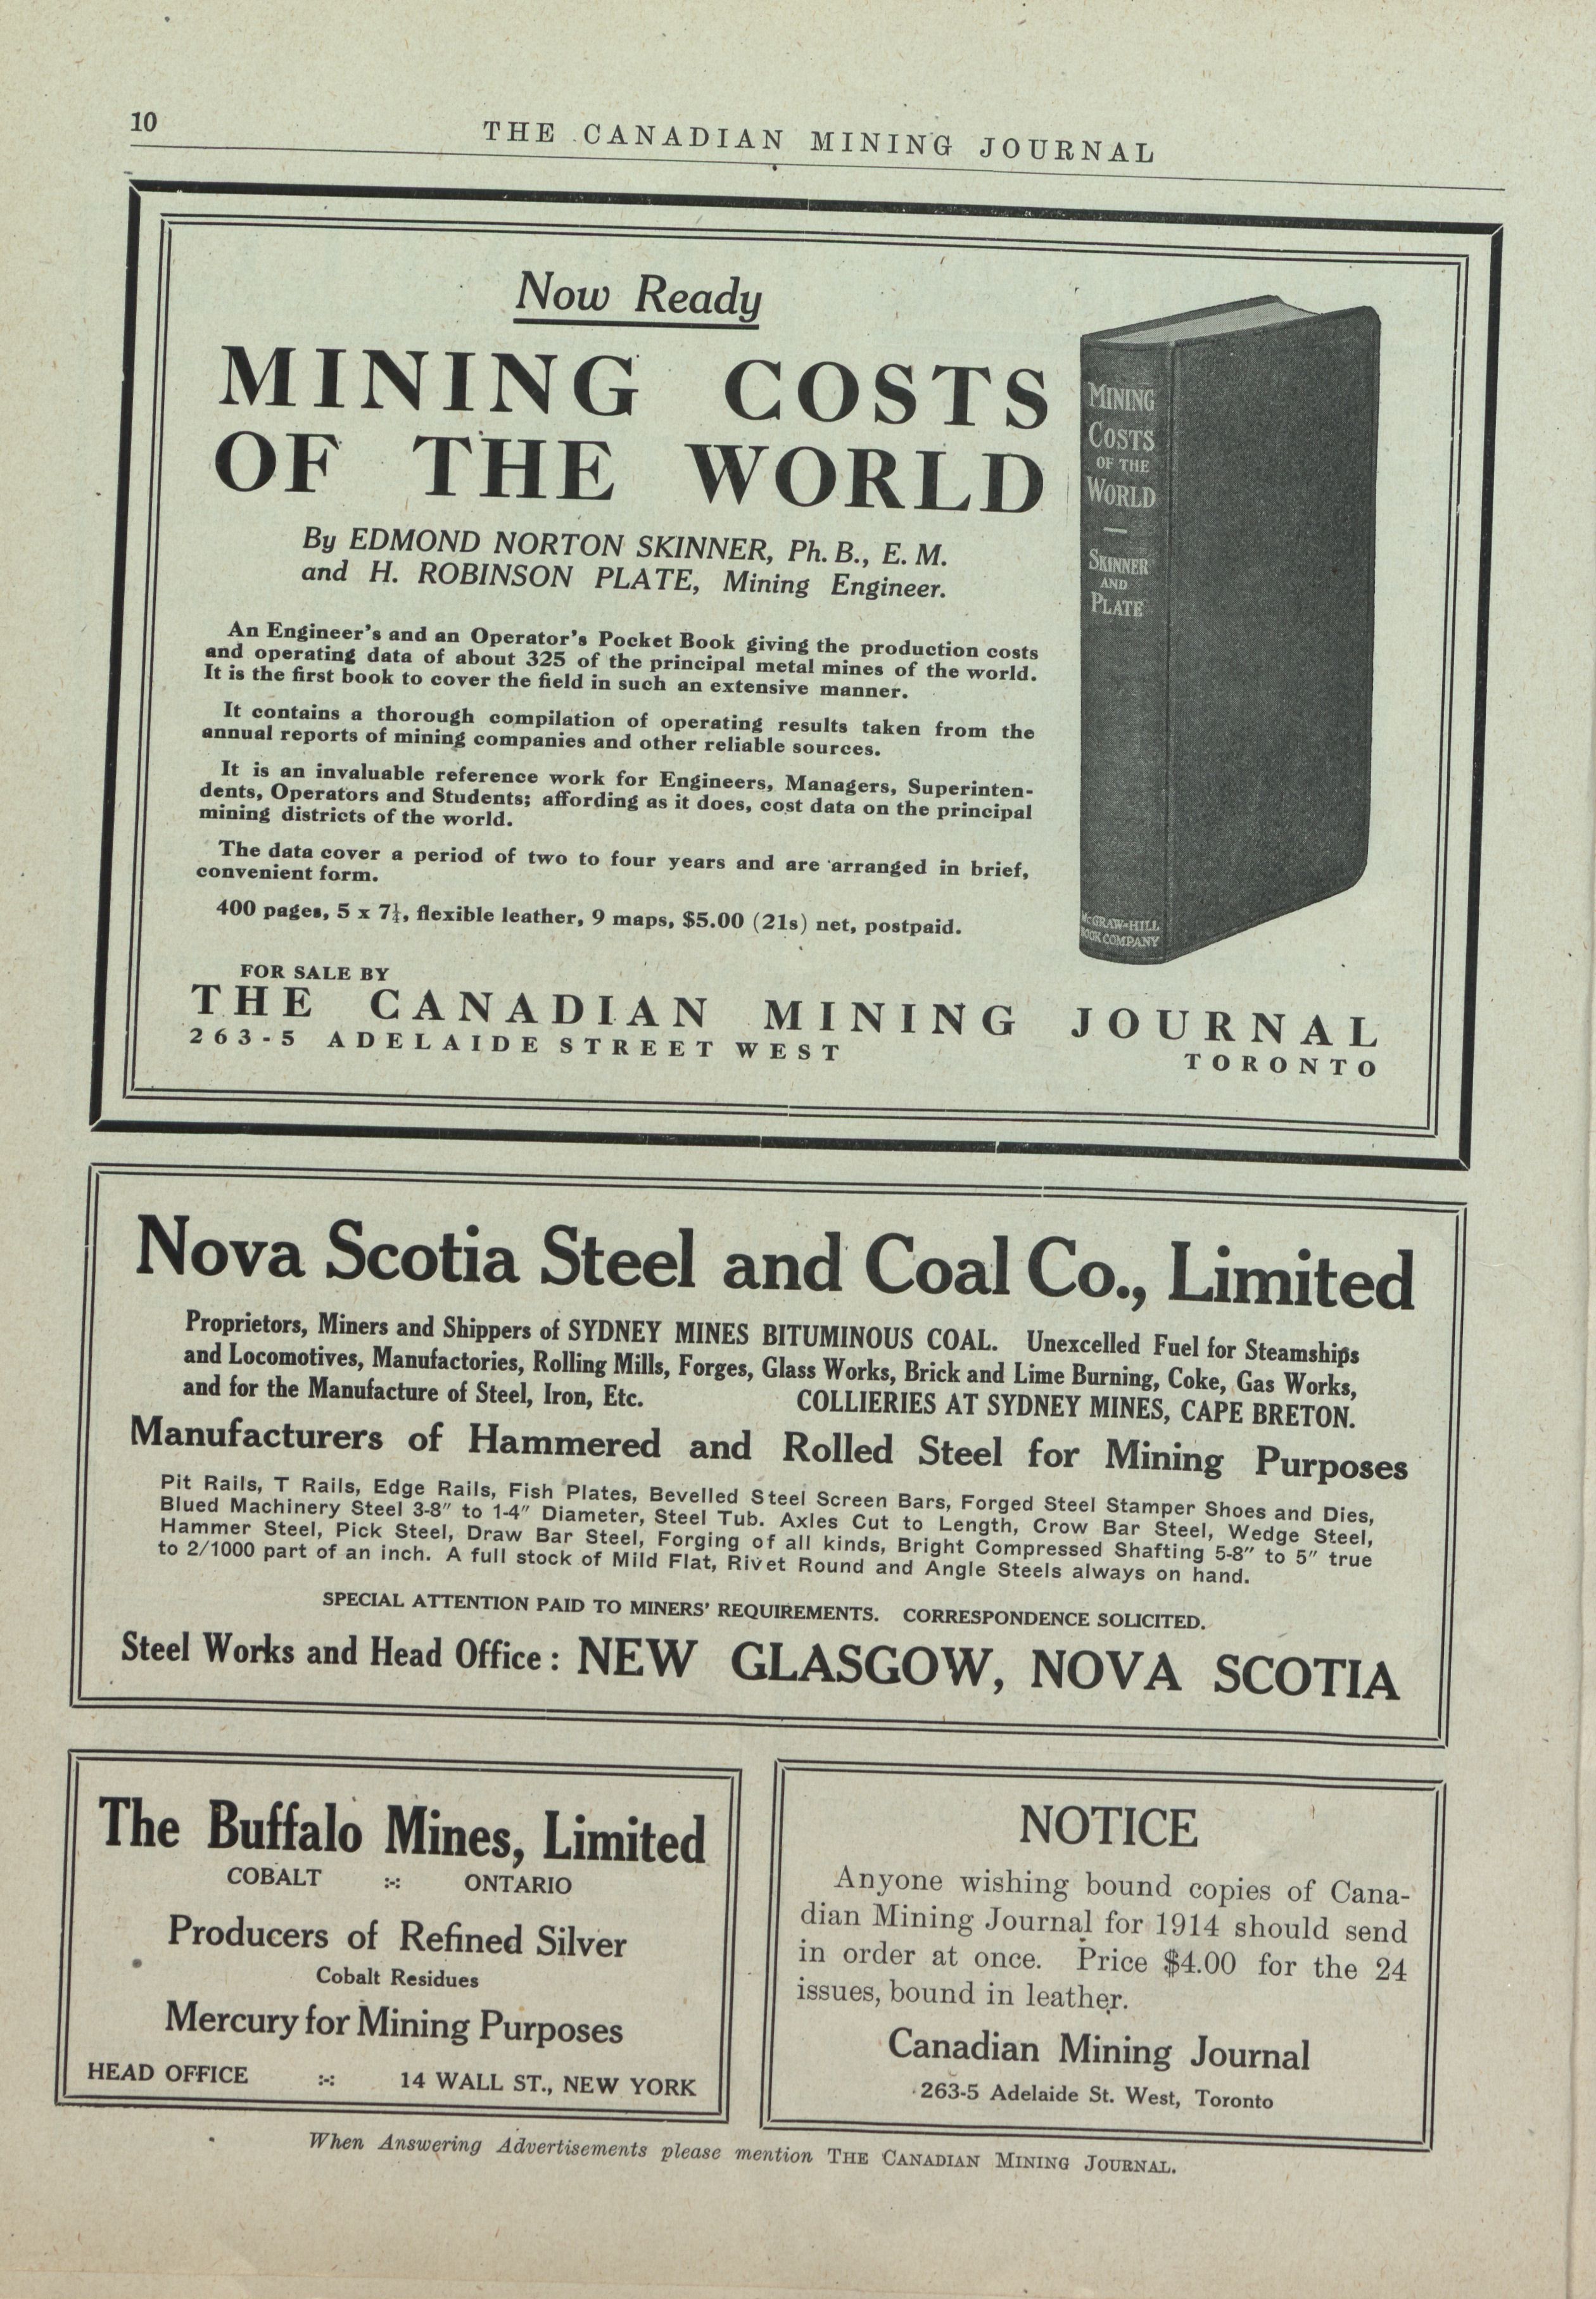 10
THE CANADIAN MINING JOURNAL
Now Ready
MINING COSTS
OF THE WORLD
By EDMOND NORTON SKINNER, Ph. B., E. M.
and H. ROBINSON PLATE, Mining Engineer.
An Engineer's and an Operator's Pocket Book giving the production costs
and operating data of about 325 of the principal metal mines of the world.
It is the first book to cover the field in such an extensive manner.
It contains a thorough compilation of operating results taken from the
annual reports of mining companies and other reliable sources.
It is an invaluable reference work for Engineers, Managers, Superinten-
dents, Operators and Students; affording as it does, cost data on the principal
mining districts of the world.
The data cover a period of two to four years and are arranged in brief,
convenient form.
400 pages, 5 x 7¼, flexible leather, 9 maps, $5.00 (21s) net, postpaid.
MINING
COSTS
OF THE
WORLD
SKINNER
AND
PLATE
McGRAW-HILL
BOOK COMPANY
FOR SALE BY
THE CANADIAN MINING JOURNAL
263-5 ADELAIDE STREET WEST
TORONTO
Nova Scotia Steel and Coal Co., Limited
Proprietors, Miners and Shippers of SYDNEY MINES BITUMINOUS COAL. Unexcelled Fuel for Steamships
and Locomotives, Manufactories, Rolling Mills, Forges, Glass Works, Brick and Lime Burning, Coke, Gas Works,
and for the Manufacture of Steel, Iron, Etc. COLLIERIES AT SYDNEY MINES, CAPE BRETON.
Manufacturers of Hammered and Rolled Steel for Mining Purposes
Pit Rails, T Rails, Edge Rails, Fish Plates, Bevelled Steel Screen Bars, Forged Steel Stamper Shoes and Dies,
Blued Machinery Steel 3-8″ to 1-4″ Diameter, Steel Tub. Axles Cut to Length, Crow Bar Steel, Wedge Steel,
Hammer Steel, Pick Steel, Draw Bar Steel, Forging of all kinds, Bright Compressed Shafting 5-8″ to 5″ true
to 2/1000 part of an inch. A full stock of Mild Flat, Rivet Round and Angle Steels always on hand.
SPECIAL ATTENTION PAID TO MINERS' REQUIREMENTS. CORRESPONDENCE SOLICITED.
Steel Works and Head Office : NEW GLASGOW, NOVA SCOTIA
The Buffalo Mines, Limited
COBALT :-: ONTARIO
Producers of Refined Silver
Cobalt Residues
Mercury for Mining Purposes
HEAD OFFICE :-: 14 WALL ST., NEW YORK
NOTICE
Anyone wishing bound copies of Cana-
dian Mining Journal for 1914 should send
in order at once. Price $4.00 for the 24
issues, bound in leather.
Canadian Mining Journal
263-5 Adelaide St. West, Toronto
When Answering Advertisements please mention THE CANADIAN MINING JOURNAL.